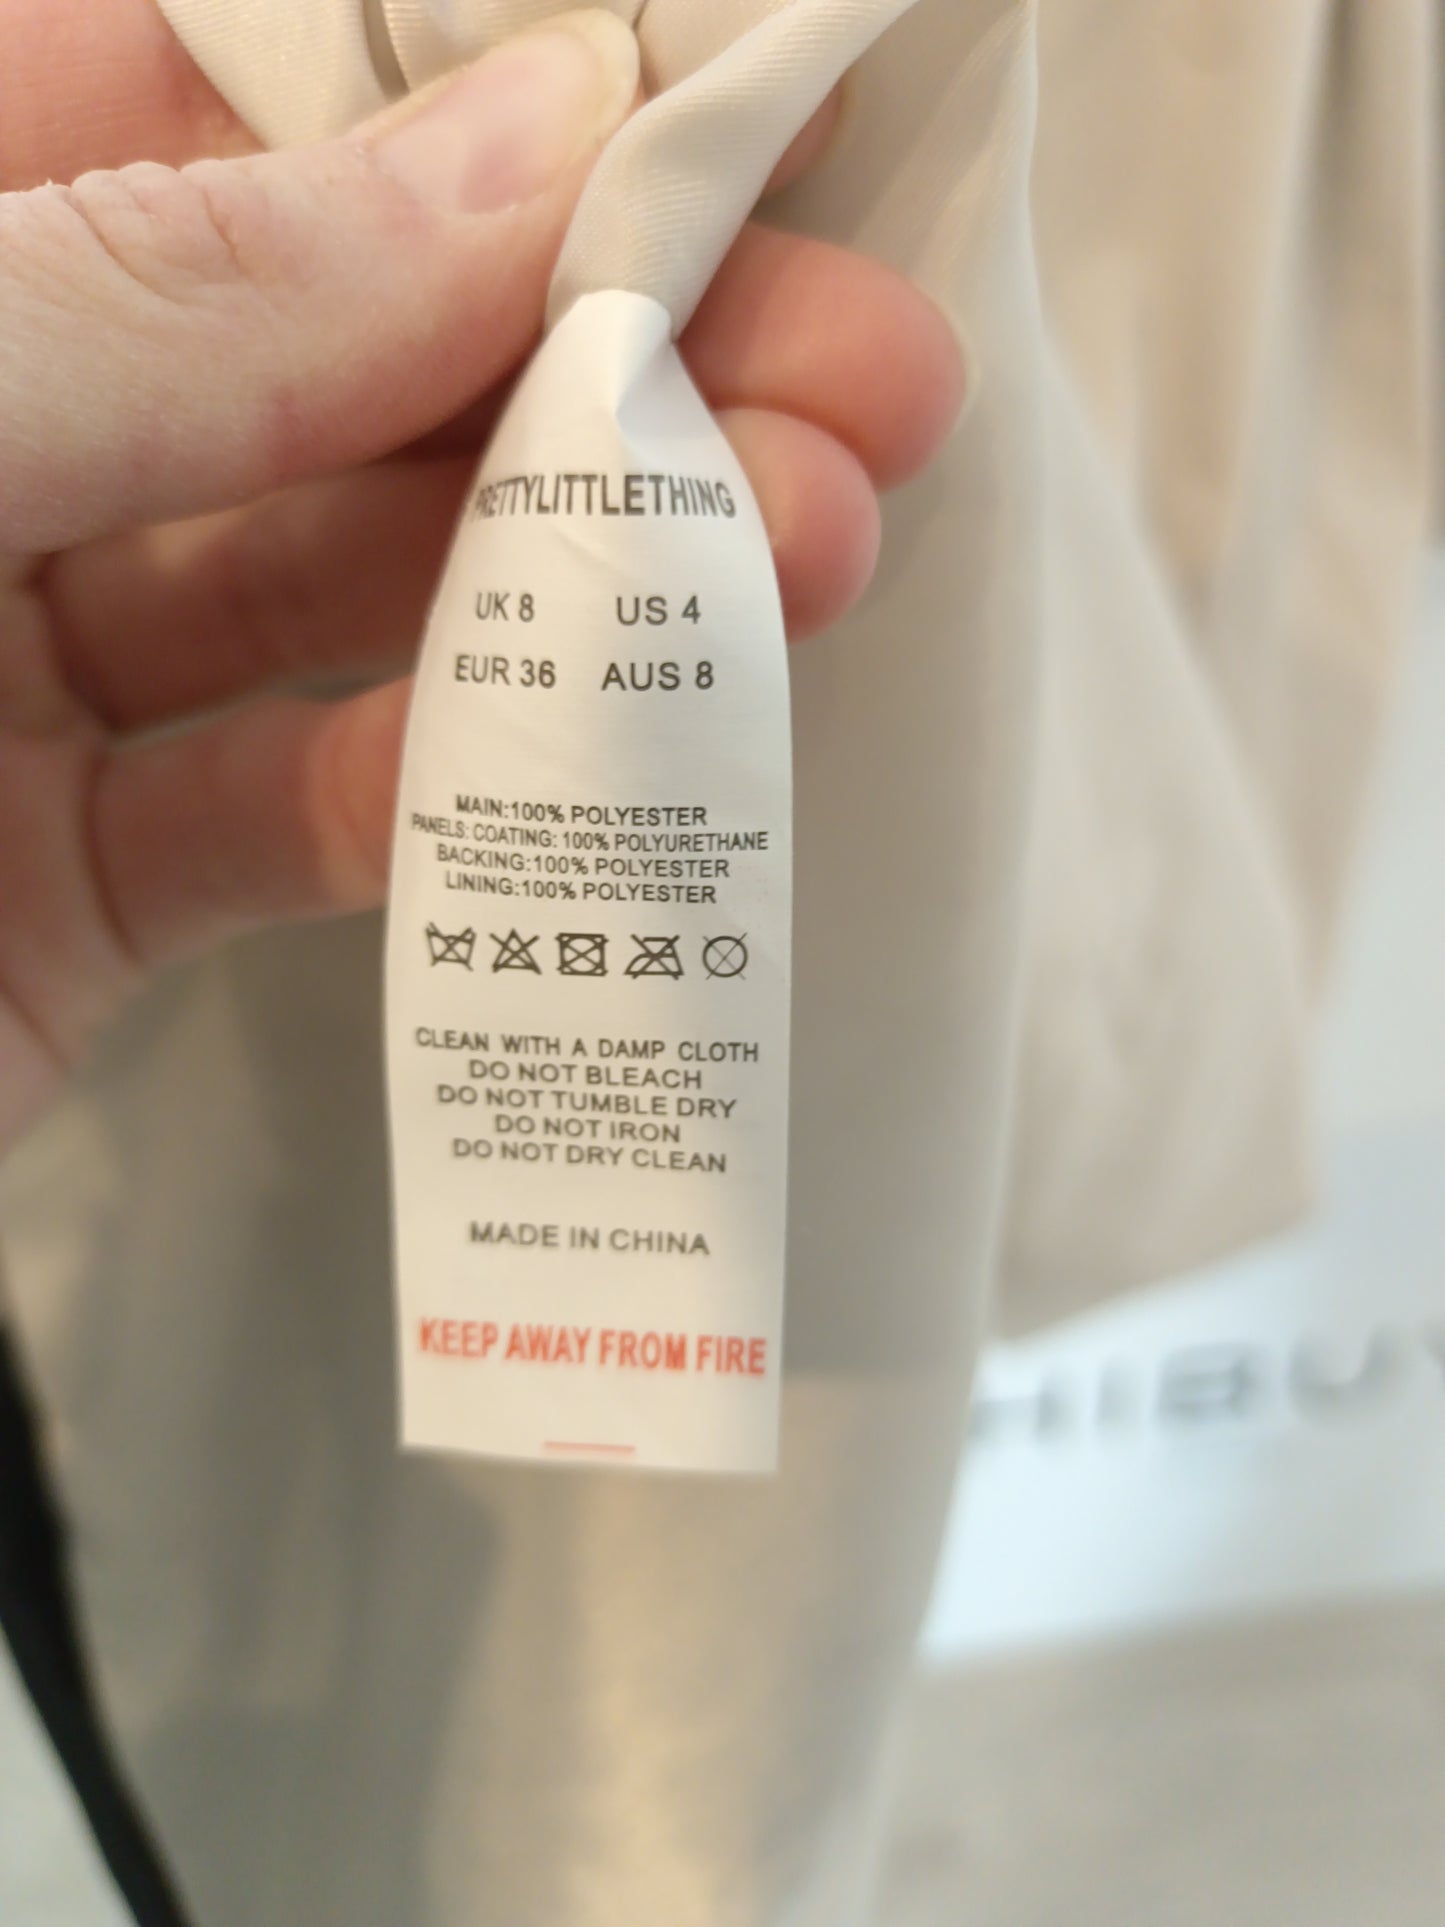 PRETTYLITTLETHING
UK 8 US 4
EUR 36 AUS 8
MAIN:100% POLYESTER
PANELS: COATING: 100% POLYURETHANE
BACKING:100% POLYESTER
LINING:100% POLYESTER
CLEAN WITH A DAMP CLOTH
DO NOT BLEACH
DO NOT TUMBLE DRY
DO NOT IRON
DO NOT DRY CLEAN
MADE IN CHINA
KEEP AWAY FROM FIRE